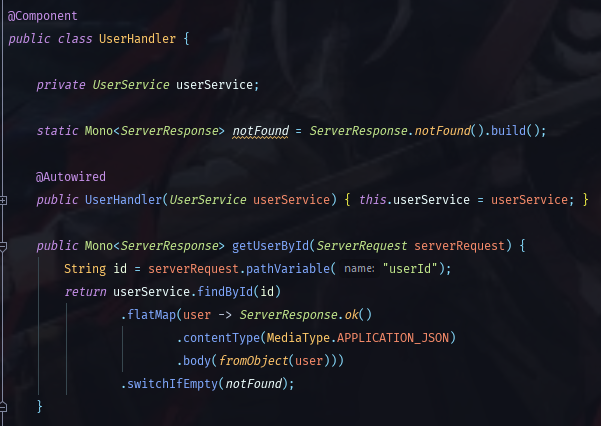 @Component
public class UserHandler {
private UserService userService;
static Mono<ServerResponse> notFound = ServerResponse.notFound().build();
@Autowired
public UserHandler(UserService userService) { this.userService = userService; }
public Mono<ServerResponse> getUserById(ServerRequest serverRequest) {
String id = serverRequest.pathVariable( name: "userId");
return userService.findById(id)
.flatMap(user -> ServerResponse.ok()
.contentType(MediaType.APPLICATION_JSON)
.body(fromObject(user)))
.switchIfEmpty(notFound);
}